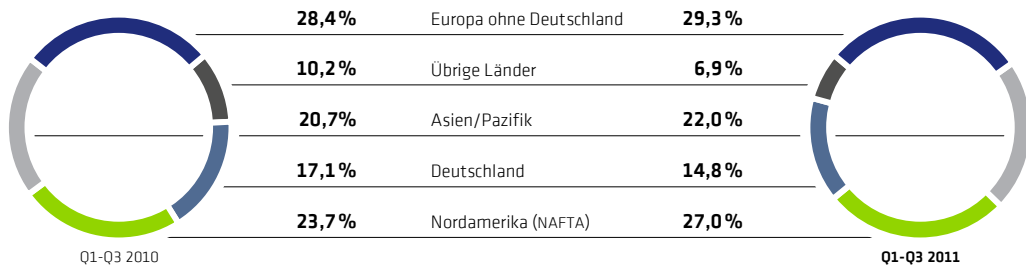 28,4 % Europa ohne Deutschland 29,3 %
10,2 % Übrige Länder 6,9 %
20,7 % Asien/Pazifik 22,0 %
17,1 % Deutschland 14,8 %
23,7 % Nordamerika (NAFTA) 27,0 %
Q1-Q3 2010 Q1-Q3 2011